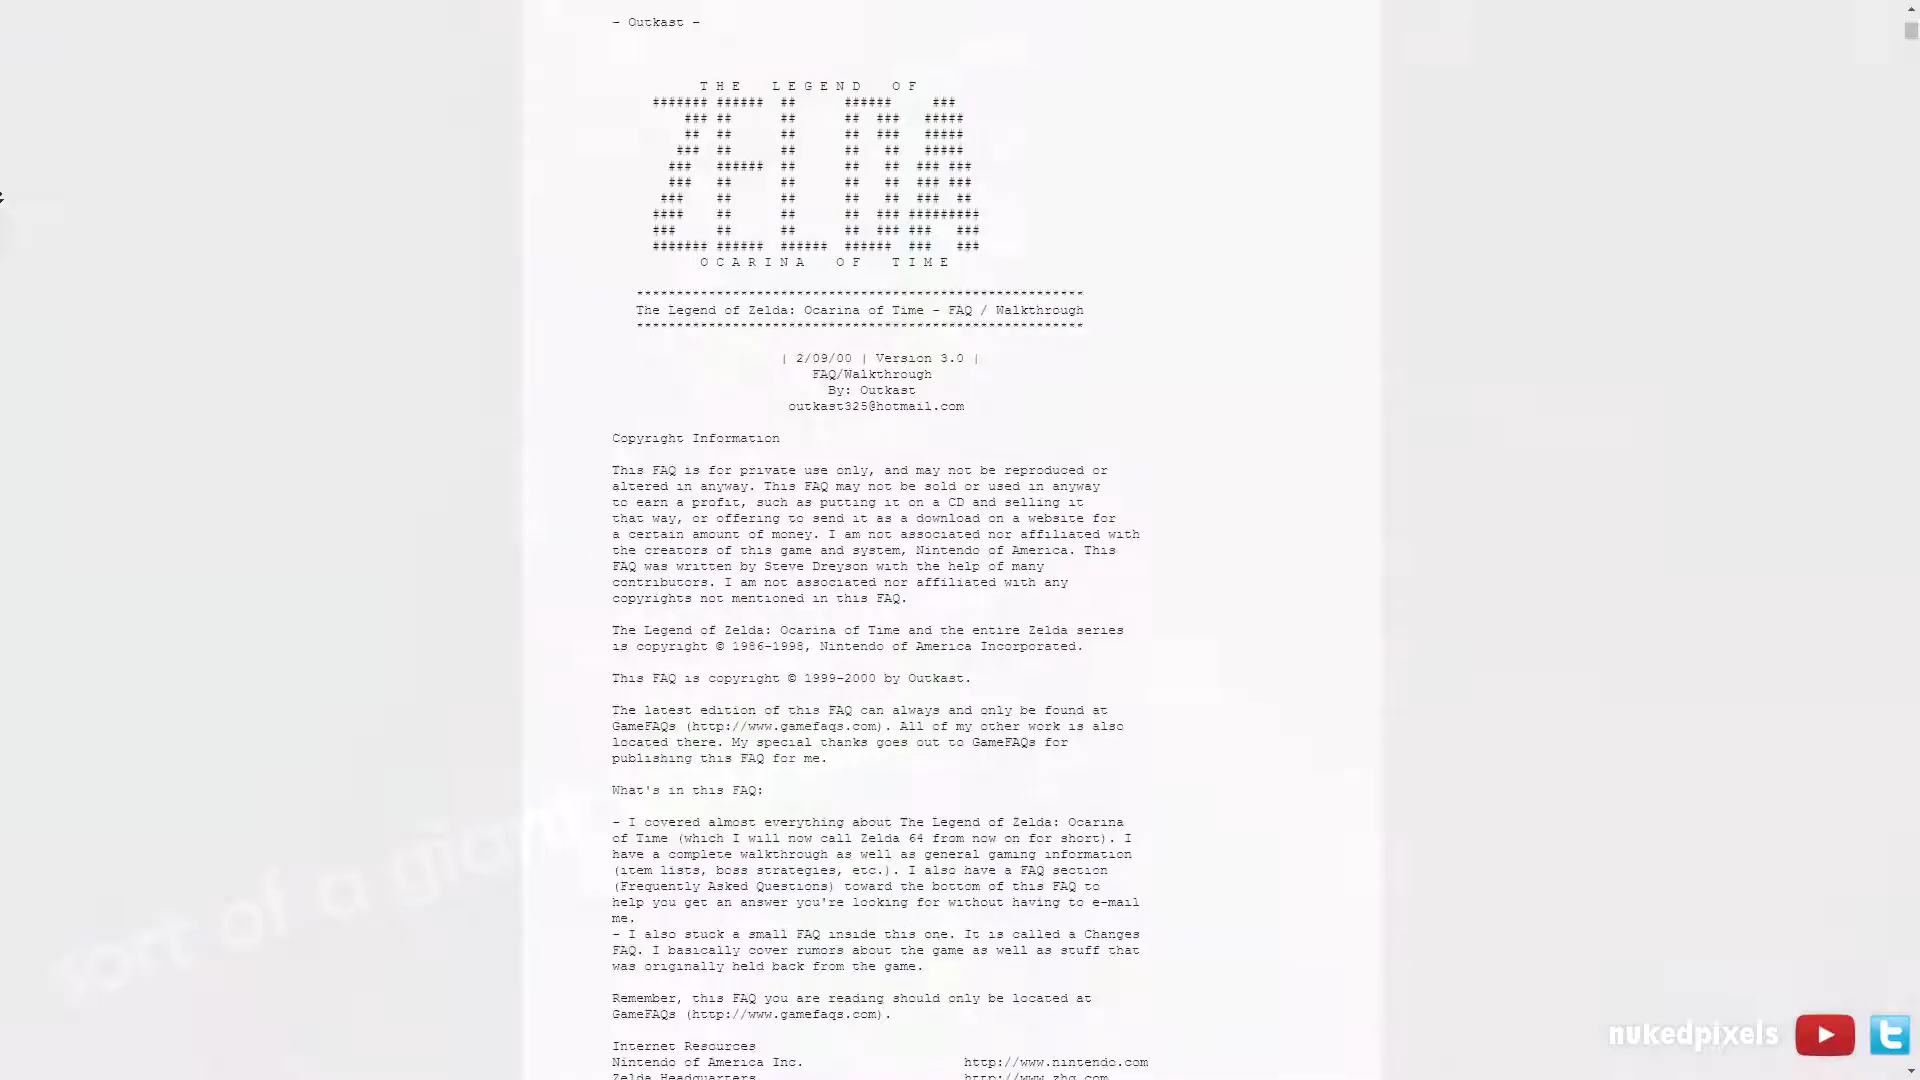 - Outkast -
T H E   L E G E N D   O F
#######  ######  ##      ######     ###
### ##      ##      ##  ###   #####
##  ##      ##      ##  ###   #####
###  ##      ##      ##   ##   #####
###   ######  ##      ##   ##  ### ###
###   ##      ##      ##   ##  ### ###
###    ##      ##      ##   ##  ###  ##
####    ##      ##      ##  ### #########
###     ##      ##      ##  ### ###   ###
####### ######  ######  ######  ###   ###
O C A R I N A   O F   T I M E
********************************************************
The Legend of Zelda: Ocarina of Time - FAQ / Walkthrough
********************************************************
| 2/09/00 | Version 3.0 |
FAQ/Walkthrough
By: Outkast
outkast325@hotmail.com
Copyright Information
This FAQ is for private use only, and may not be reproduced or
altered in anyway. This FAQ may not be sold or used in anyway
to earn a profit, such as putting it on a CD and selling it
that way, or offering to send it as a download on a website for
a certain amount of money. I am not associated nor affiliated with
the creators of this game and system, Nintendo of America. This
FAQ was written by Steve Dreyson with the help of many
contributors. I am not associated nor affiliated with any
copyrights not mentioned in this FAQ.
The Legend of Zelda: Ocarina of Time and the entire Zelda series
is copyright © 1986-1998, Nintendo of America Incorporated.
This FAQ is copyright © 1999-2000 by Outkast.
The latest edition of this FAQ can always and only be found at
GameFAQs (http://www.gamefaqs.com). All of my other work is also
located there. My special thanks goes out to GameFAQs for
publishing this FAQ for me.
What's in this FAQ:
- I covered almost everything about The Legend of Zelda: Ocarina
of Time (which I will now call Zelda 64 from now on for short). I
have a complete walkthrough as well as general gaming information
(item lists, boss strategies, etc.). I also have a FAQ section
(Frequently Asked Questions) toward the bottom of this FAQ to
help you get an answer you're looking for without having to e-mail
me.
- I also stuck a small FAQ inside this one. It is called a Changes
FAQ. I basically cover rumors about the game as well as stuff that
was originally held back from the game.
Remember, this FAQ you are reading should only be located at
GameFAQs (http://www.gamefaqs.com).
Internet Resources
Nintendo of America Inc. http://www.nintendo.com
Zelda Headquarters http://www.zhq.com
sort of a giant
nukedpixels